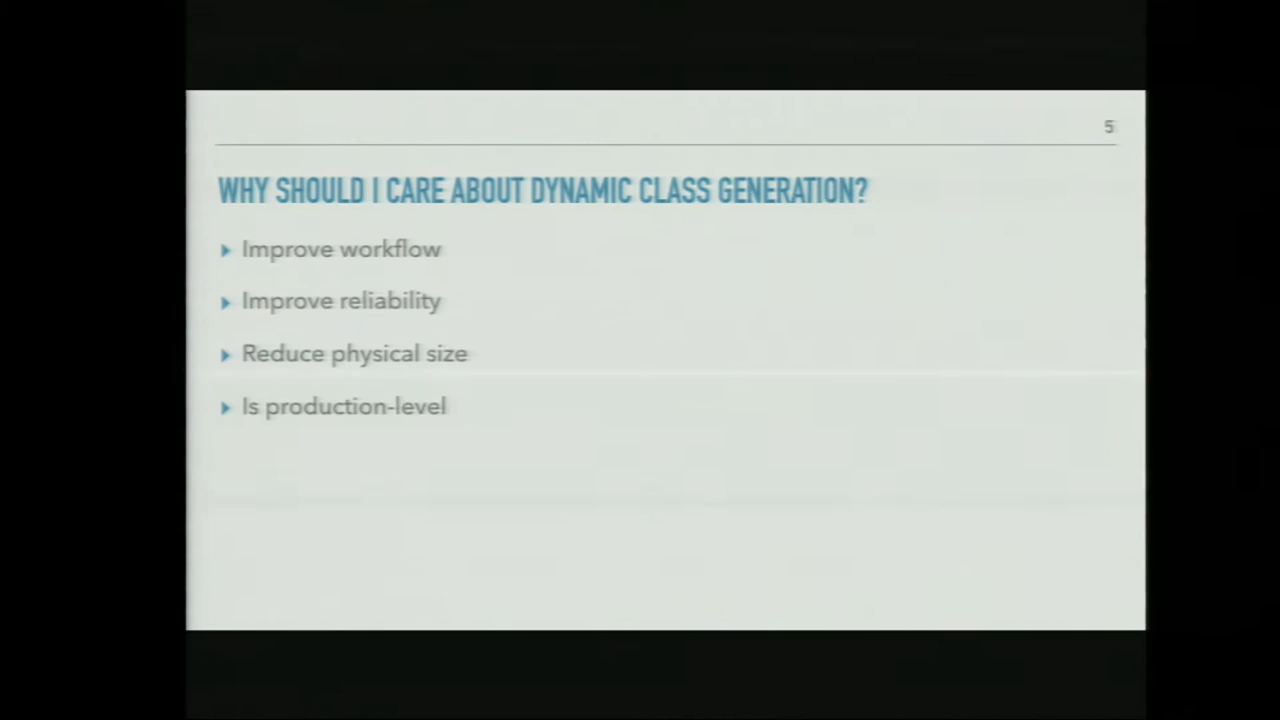 5
WHY SHOULD I CARE ABOUT DYNAMIC CLASS GENERATION?
Improve workflow
Improve reliability
Reduce physical size
Is production-level